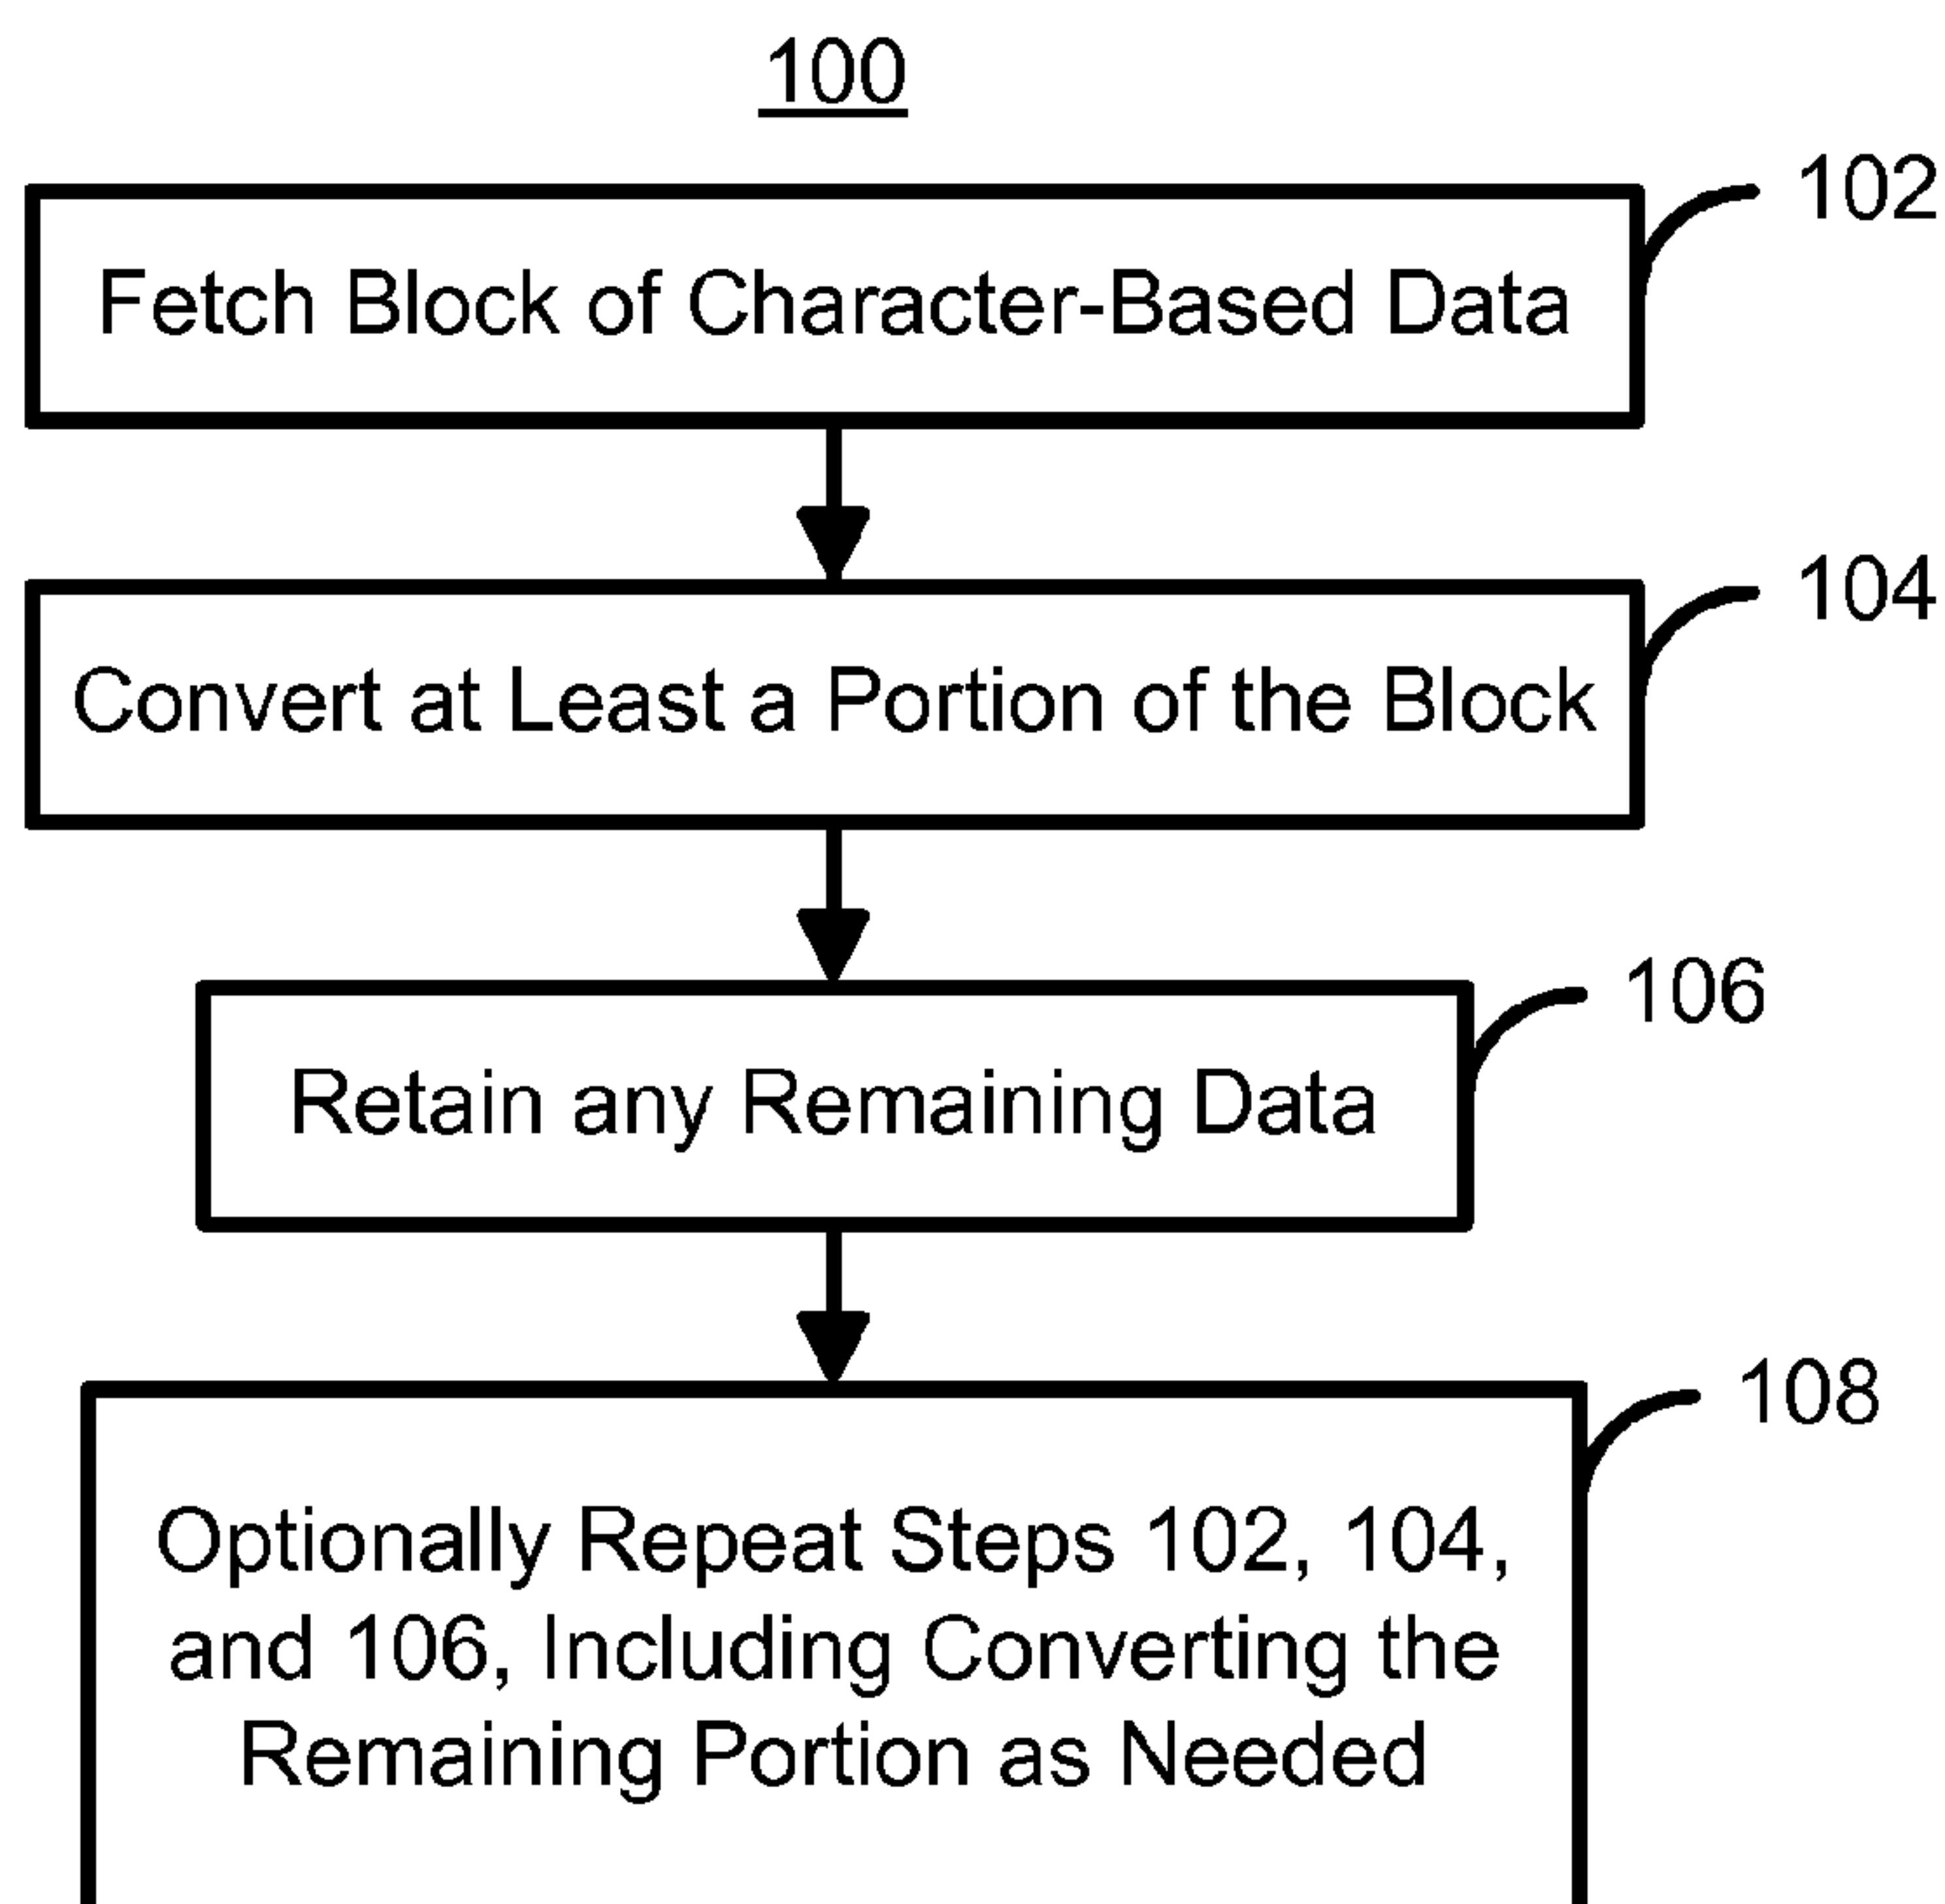 100
102
Fetch Block of Character-Based Data
104
Convert at Least a Portion of the Block
106
Retain any Remaining Data
108
Optionally Repeat Steps 102, 104,
and 106, Including Converting the
Remaining Portion as Needed